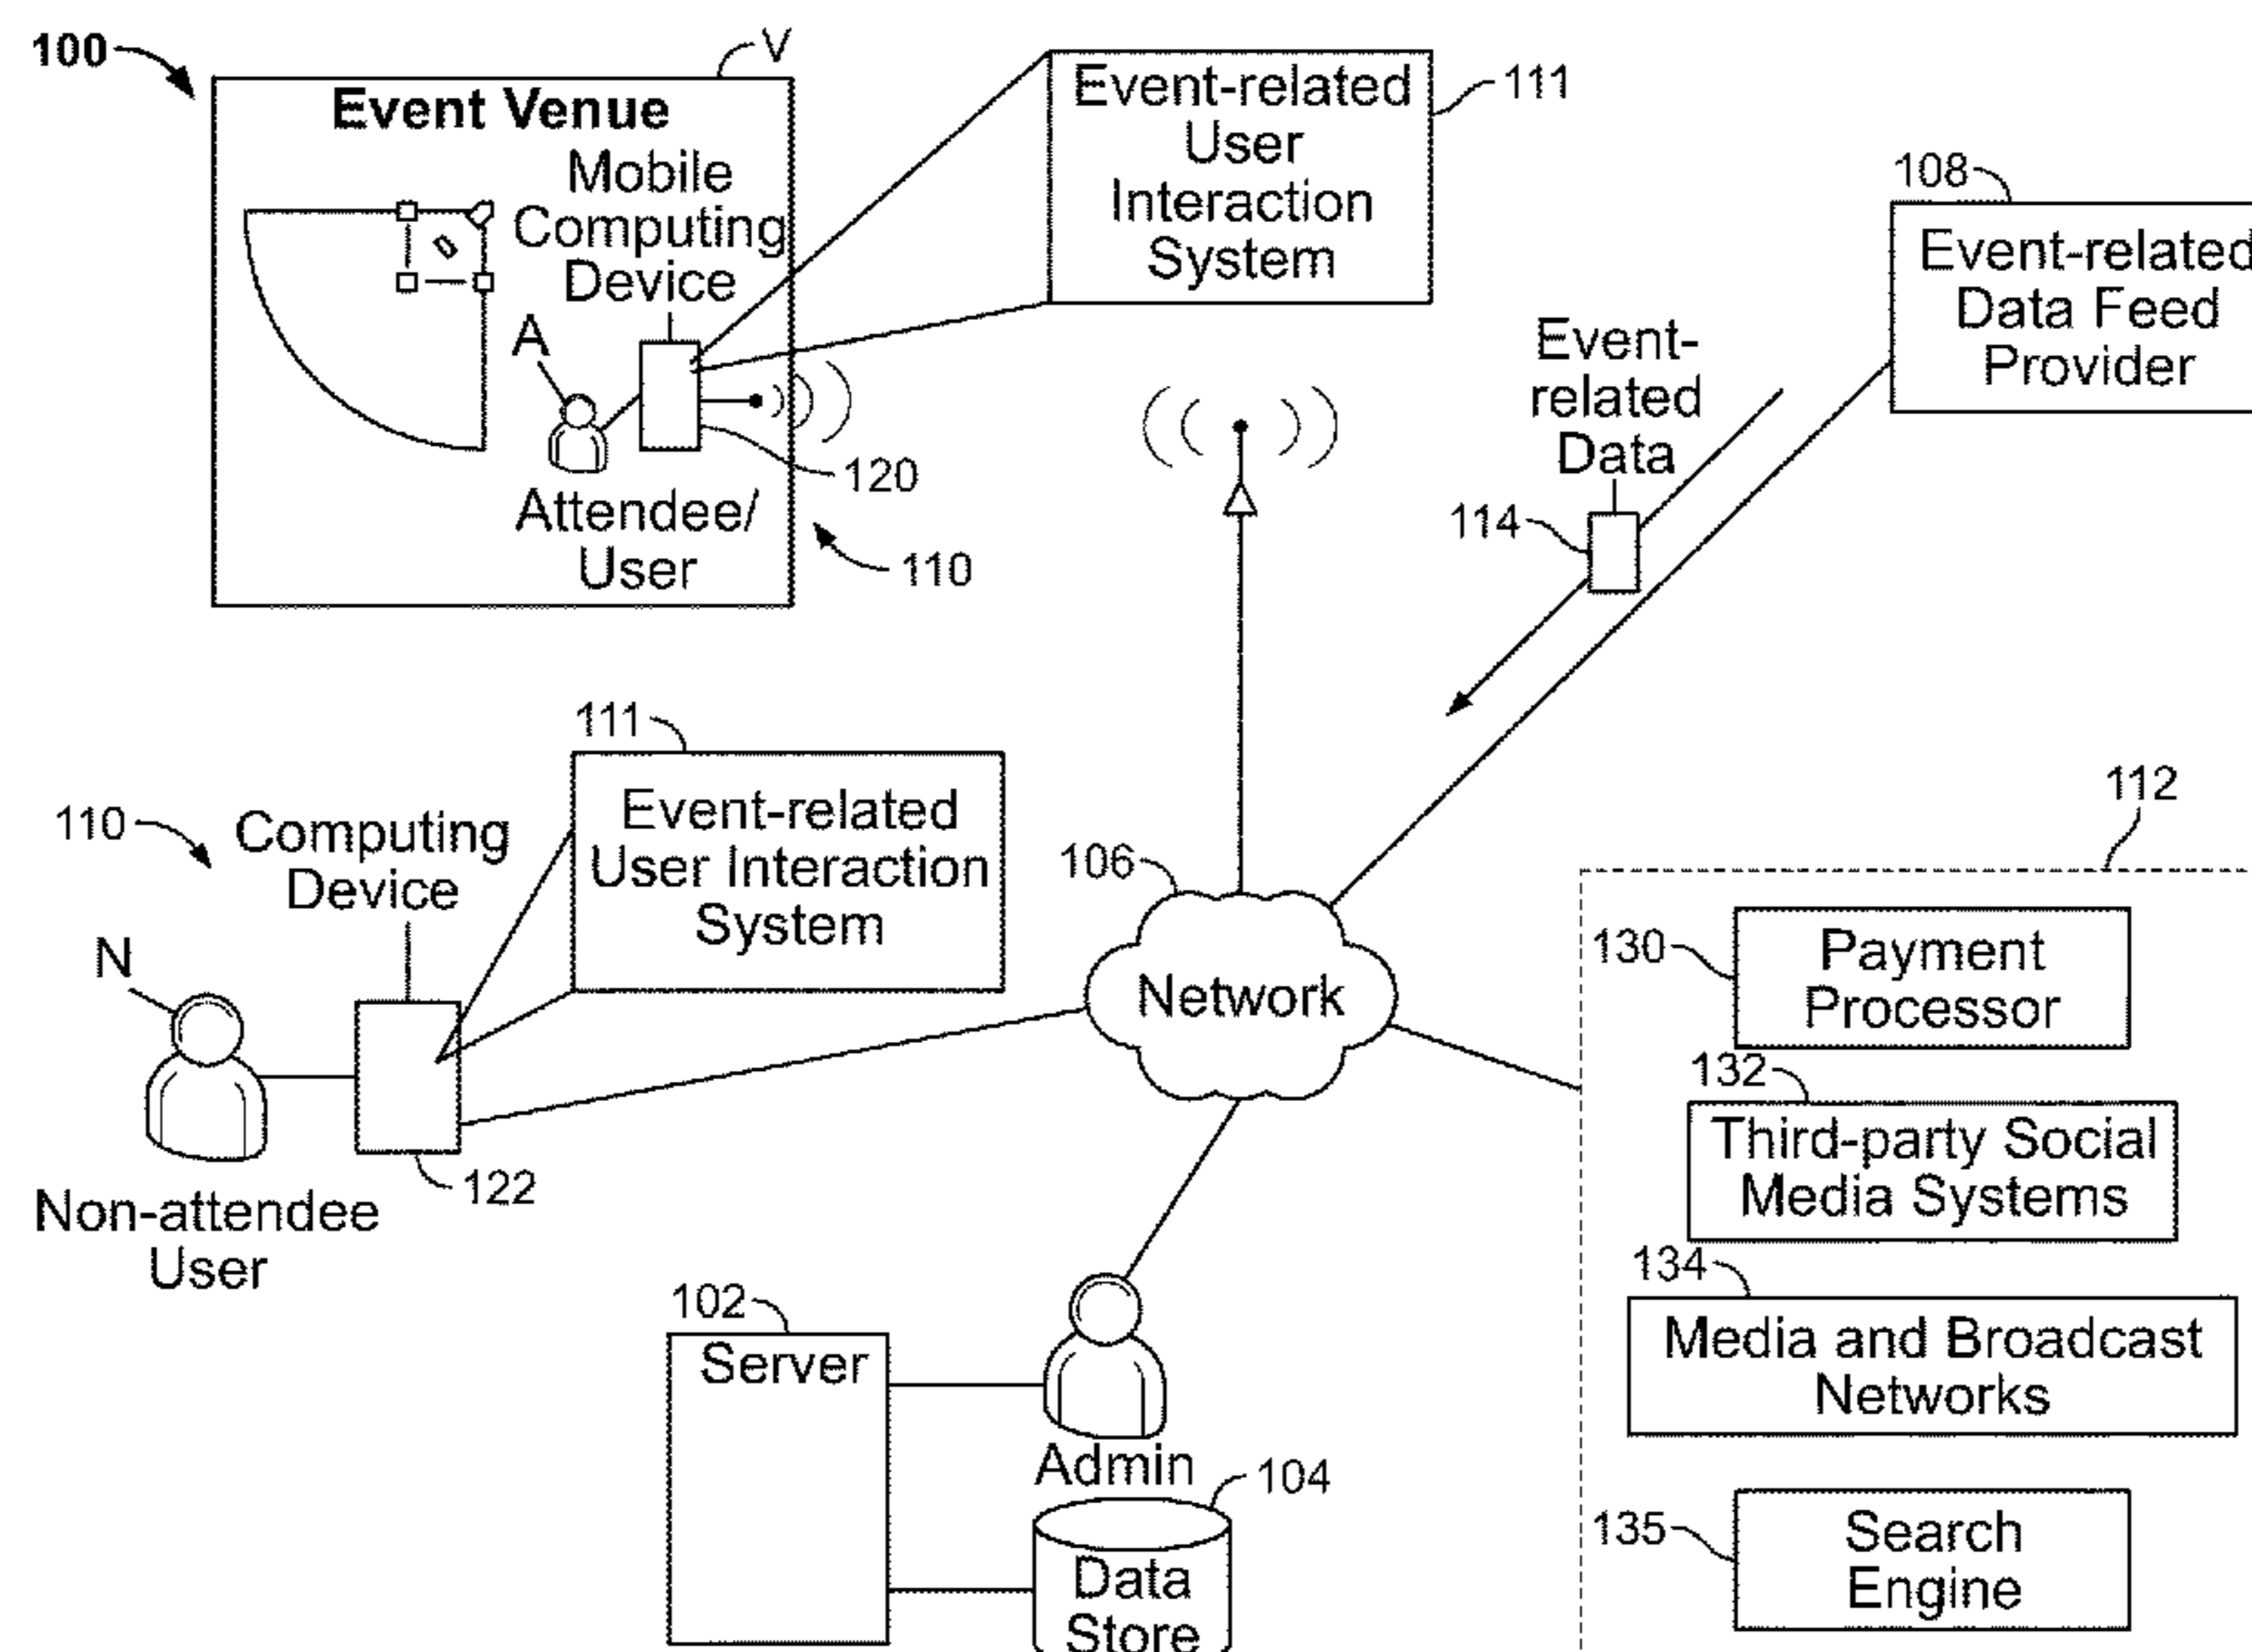 100
V
Event Venue
Mobile
Computing
Device
A
120
Attendee/
User
110
Event-related
User
Interaction
System
111
108
Event-related
Data Feed
Provider
Event-
related
Data
114
111
Event-related
User Interaction
System
110
Computing
Device
N
122
Non-attendee
User
106
Network
112
130
Payment
Processor
132
Third-party Social
Media Systems
134
Media and Broadcast
Networks
135
Search
Engine
102
Server
Admin
104
Data
Store